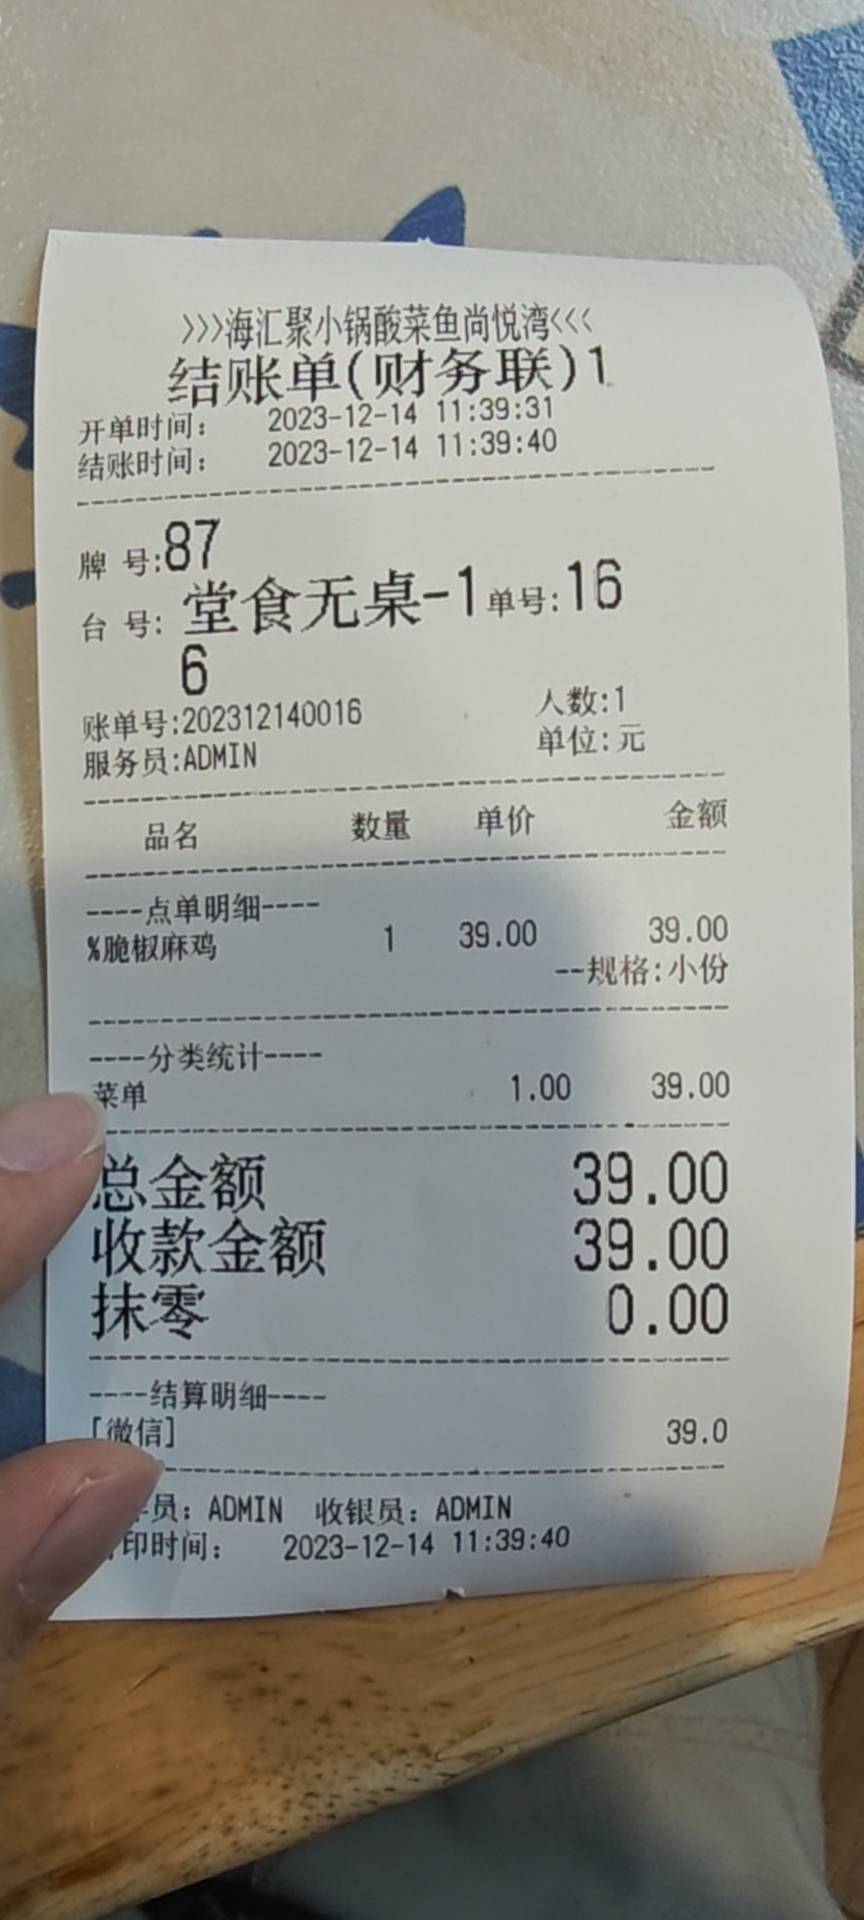 >>>海汇聚小锅酸菜鱼尚悦湾<<<
结账单(财务联)1
开单时间: 2023-12-14 11:39:31
结账时间: 2023-12-14 11:39:40
牌 号:87
台 号: 堂食无桌-1 单号:16
6
账单号:202312140016 人数:1
服务员:ADMIN 单位:元
品名 数量 单价 金额
----点单明细----
%脆椒麻鸡 1 39.00 39.00
--规格:小份
----分类统计----
菜单 1.00 39.00
总金额 39.00
收款金额 39.00
抹零 0.00
----结算明细----
[微信] 39.0
员: ADMIN 收银员: ADMIN
印时间: 2023-12-14 11:39:40